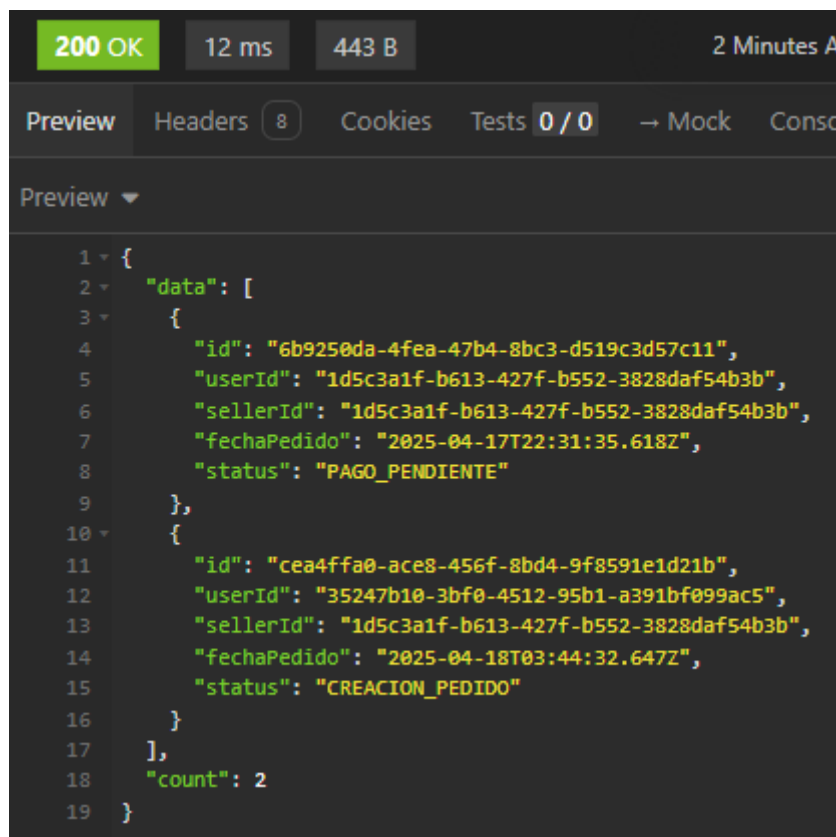 200 OK 12 ms 443 B 2 Minutes A
Preview Headers 8 Cookies Tests 0 / 0 → Mock Conso
Preview
1 {
2 "data": [
3 {
4 "id": "6b9250da-4fea-47b4-8bc3-d519c3d57c11",
5 "userId": "1d5c3a1f-b613-427f-b552-3828daf54b3b",
6 "sellerId": "1d5c3a1f-b613-427f-b552-3828daf54b3b",
7 "fechaPedido": "2025-04-17T22:31:35.618Z",
8 "status": "PAGO_PENDIENTE"
9 },
10 {
11 "id": "cea4ffa0-ace8-456f-8bd4-9f8591e1d21b",
12 "userId": "35247b10-3bf0-4512-95b1-a391bf099ac5",
13 "sellerId": "1d5c3a1f-b613-427f-b552-3828daf54b3b",
14 "fechaPedido": "2025-04-18T03:44:32.647Z",
15 "status": "CREACION_PEDIDO"
16 }
17 ],
18 "count": 2
19 }